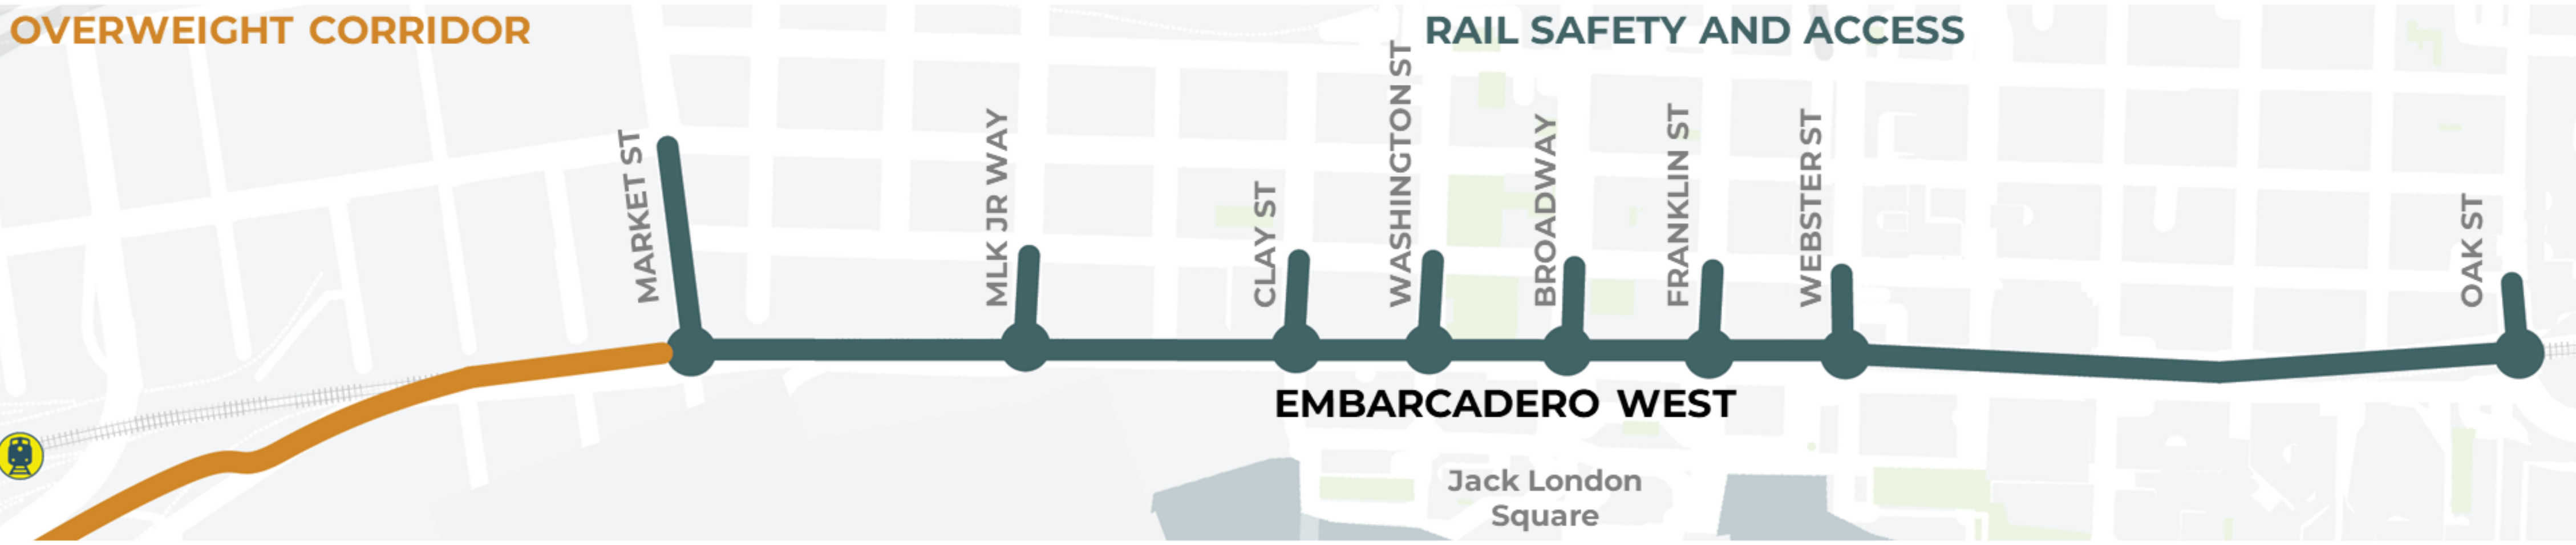 OVERWEIGHT CORRIDOR
RAIL SAFETY AND ACCESS
MARKET ST
MLK JR WAY
CLAY ST
WASHINGTON ST
BROADWAY
FRANKLIN ST
WEBSTER ST
OAK ST
EMBARCADERO WEST
Jack London
Square